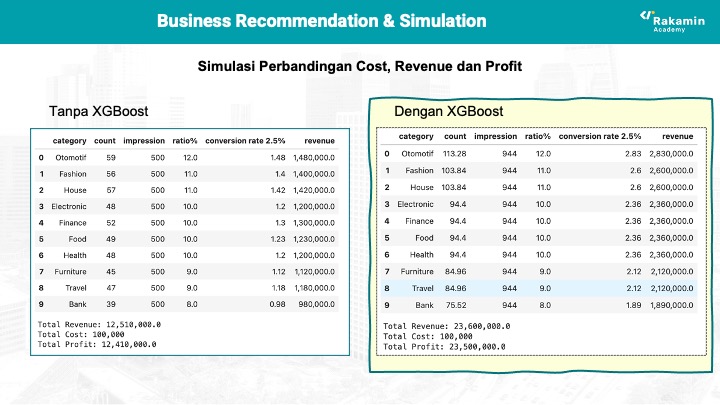 Business Recommendation & Simulation
Rakamin
Academy
Simulasi Perbandingan Cost, Revenue dan Profit
Tanpa XGBoost
category count impression ratio% conversion rate 2.5% revenue
0 Otomotif 59 500 12.0 1.48 1,480,000.0
1 Fashion 56 500 11.0 1.4 1,400,000.0
2 House 57 500 11.0 1.42 1,420,000.0
3 Electronic 48 500 10.0 1.2 1,200,000.0
4 Finance 52 500 10.0 1.3 1,300,000.0
5 Food 49 500 10.0 1.23 1,230,000.0
6 Health 48 500 10.0 1.2 1,200,000.0
7 Furniture 45 500 9.0 1.12 1,120,000.0
8 Travel 47 500 9.0 1.18 1,180,000.0
9 Bank 39 500 8.0 0.98 980,000.0
Total Revenue: 12,510,000.0
Total Cost: 100,000
Total Profit: 12,410,000.0
Dengan XGBoost
category count impression ratio% conversion rate 2.5% revenue
0 Otomotif 113.28 944 12.0 2.83 2,830,000.0
1 Fashion 103.84 944 11.0 2.6 2,600,000.0
2 House 103.84 944 11.0 2.6 2,600,000.0
3 Electronic 94.4 944 10.0 2.36 2,360,000.0
4 Finance 94.4 944 10.0 2.36 2,360,000.0
5 Food 94.4 944 10.0 2.36 2,360,000.0
6 Health 94.4 944 10.0 2.36 2,360,000.0
7 Furniture 84.96 944 9.0 2.12 2,120,000.0
8 Travel 84.96 944 9.0 2.12 2,120,000.0
9 Bank 75.52 944 8.0 1.89 1,890,000.0
Total Revenue: 23,600,000.0
Total Cost: 100,000
Total Profit: 23,500,000.0